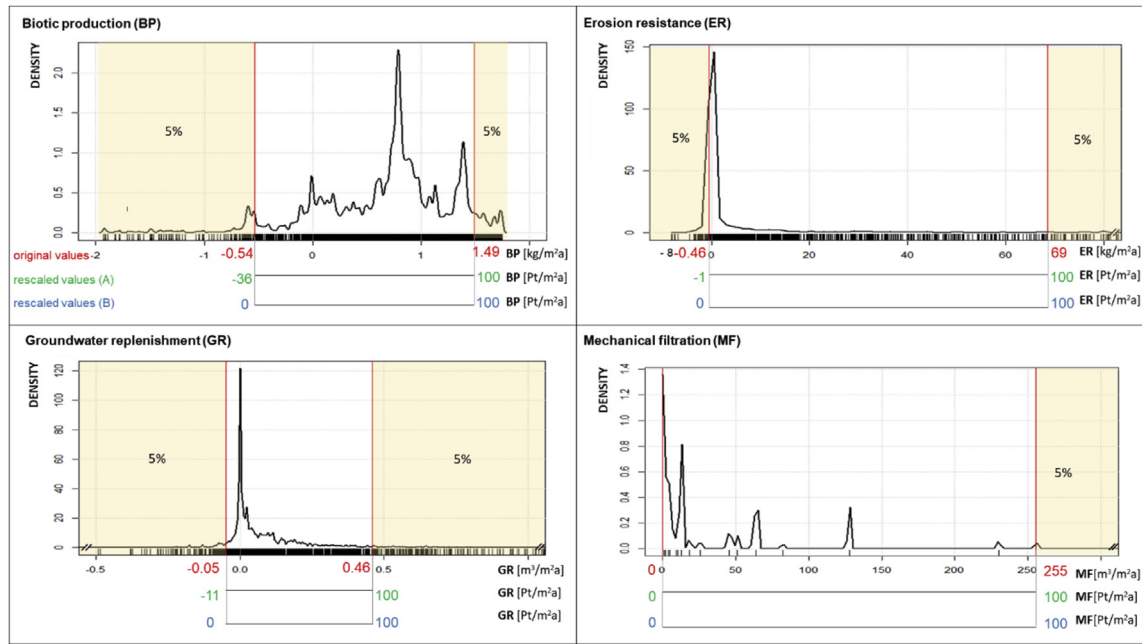 Biotic production (BP)
DENSITY
0.0 0.5 1.0 1.5 2.0
5%
5%
-2 -1 0 1
original values -0.54 1.49 BP [kg/m²a]
rescaled values (A) -36 100 BP [Pt/m²a]
rescaled values (B) 0 100 BP [Pt/m²a]
Erosion resistance (ER)
DENSITY
0 50 100 150
5%
5%
-8 -0.46 0 20 40 60 69 ER [kg/m²a]
-1 100 ER [Pt/m²a]
0 100 ER [Pt/m²a]
Groundwater replenishment (GR)
DENSITY
0 20 40 60 80 100 120
5%
5%
-0.5 0.0 0.5
-0.05 0.46 GR [m³/m²a]
-11 100 GR [Pt/m²a]
0 100 GR [Pt/m²a]
Mechanical filtration (MF)
DENSITY
0.0 0.2 0.4 0.6 0.8 1.0 1.2 1.4
5%
0 0 50 100 150 200 250 255 MF [m³/m²a]
0 100 MF[Pt/m²a]
0 100 MF[Pt/m²a]